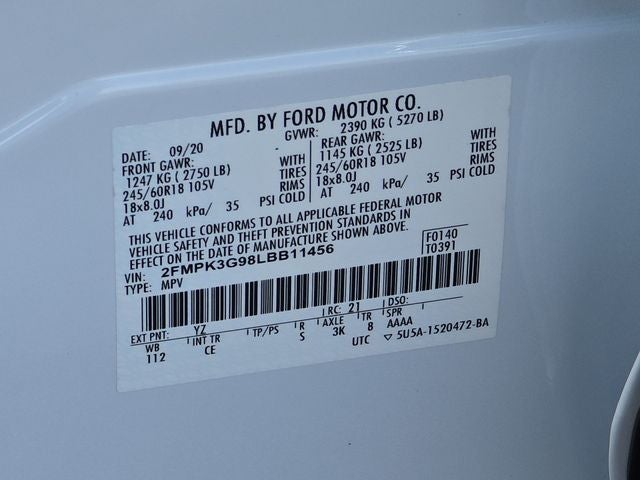 MFD. BY FORD MOTOR CO.
DATE: 09/20 GVWR: 2390 KG ( 5270 LB)
FRONT GAWR: WITH REAR GAWR: WITH
1247 KG ( 2750 LB) TIRES 1145 KG ( 2525 LB) TIRES
245/60R18 105V RIMS 245/60R18 105V RIMS
18x8.0J PSI COLD 18x8.0J PSI COLD
AT 240 kPa/ 35 AT 240 kPa/ 35
THIS VEHICLE CONFORMS TO ALL APPLICABLE FEDERAL MOTOR
VEHICLE SAFETY AND THEFT PREVENTION STANDARDS IN
EFFECT ON THE DATE OF MANUFACTURE SHOWN ABOVE.
VIN: 2FMPK3G98LBB11456 F0140
TYPE: MPV T0391
EXT PNT: YZ RC: 21 DSO:
WB INT TR TP/PS R AXLE TR SPR
112 CE S 3K 8 AAAA
UTC 5U5A-1520472-BA